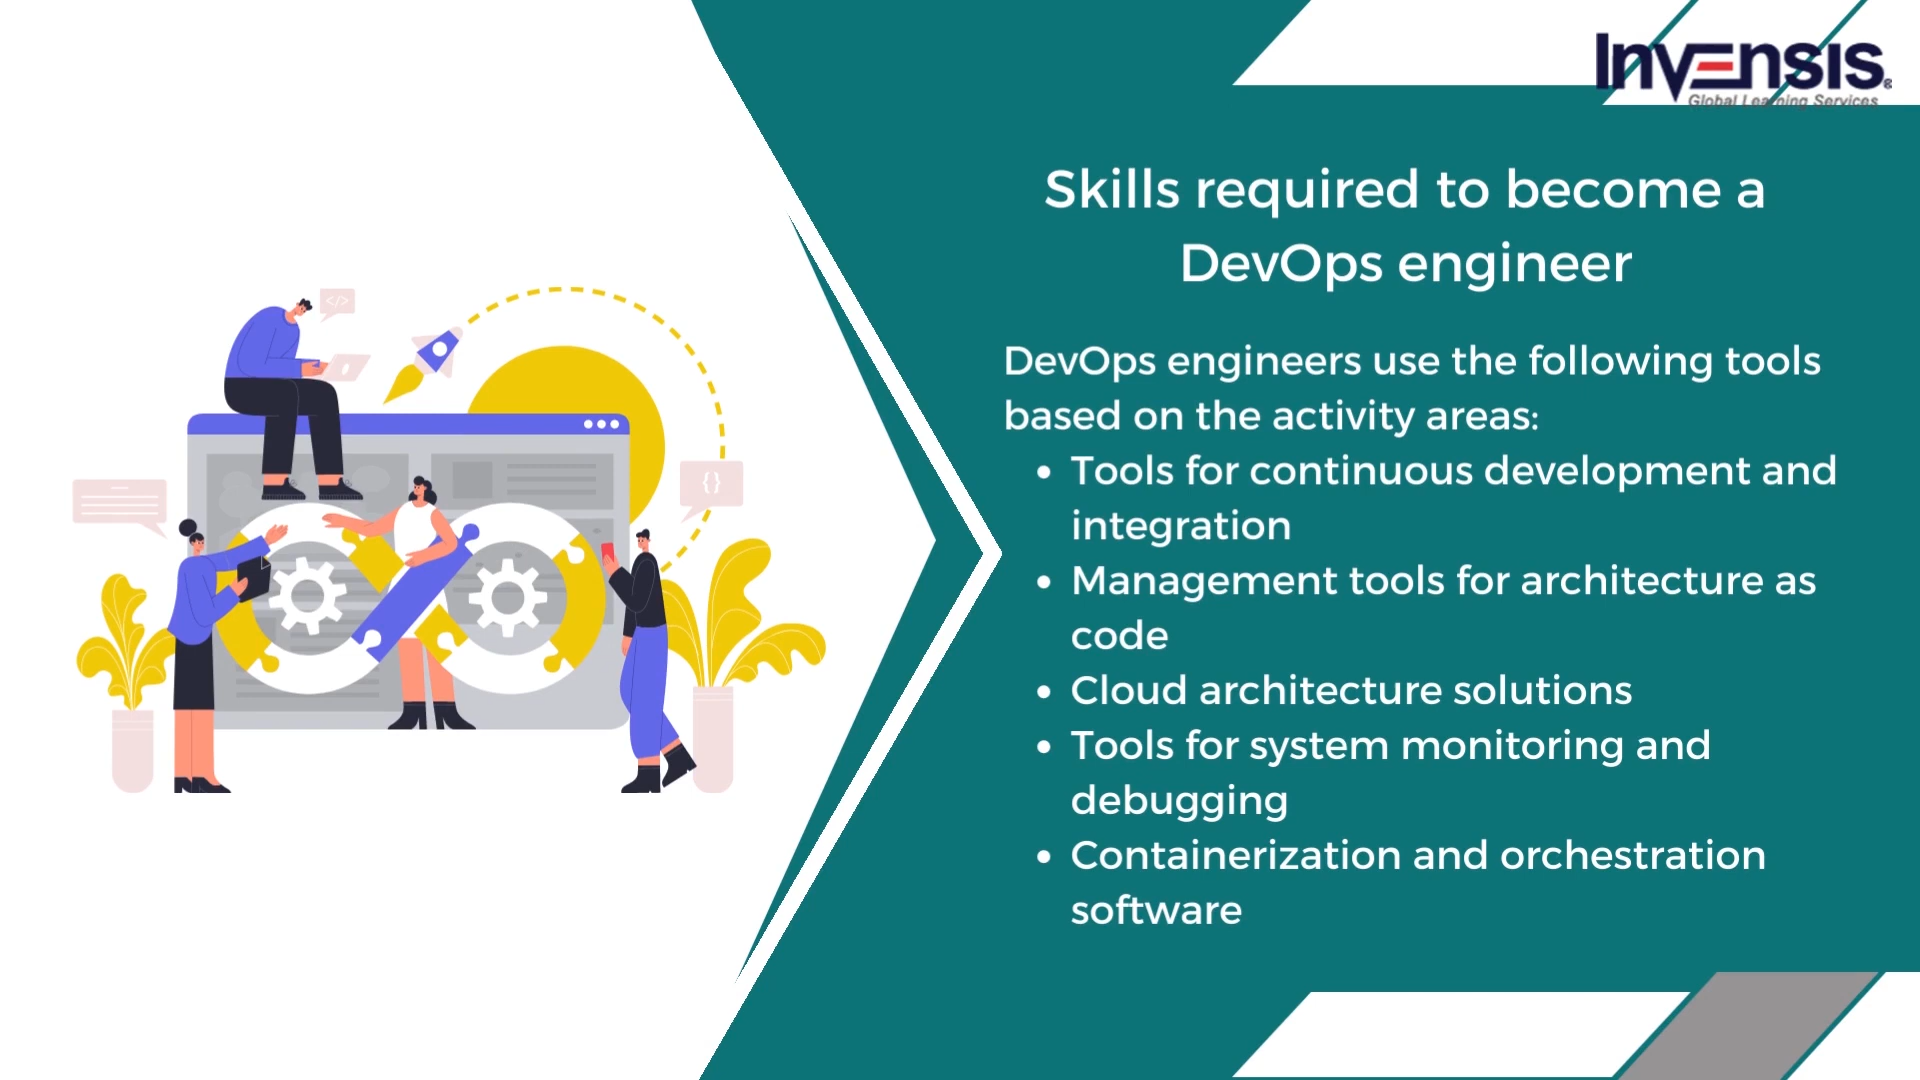 Invensis
Global Learning Services
Skills required to become a
DevOps engineer
DevOps engineers use the following tools
based on the activity areas:
• Tools for continuous development and
integration
• Management tools for architecture as
code
• Cloud architecture solutions
• Tools for system monitoring and
debugging
• Containerization and orchestration
software